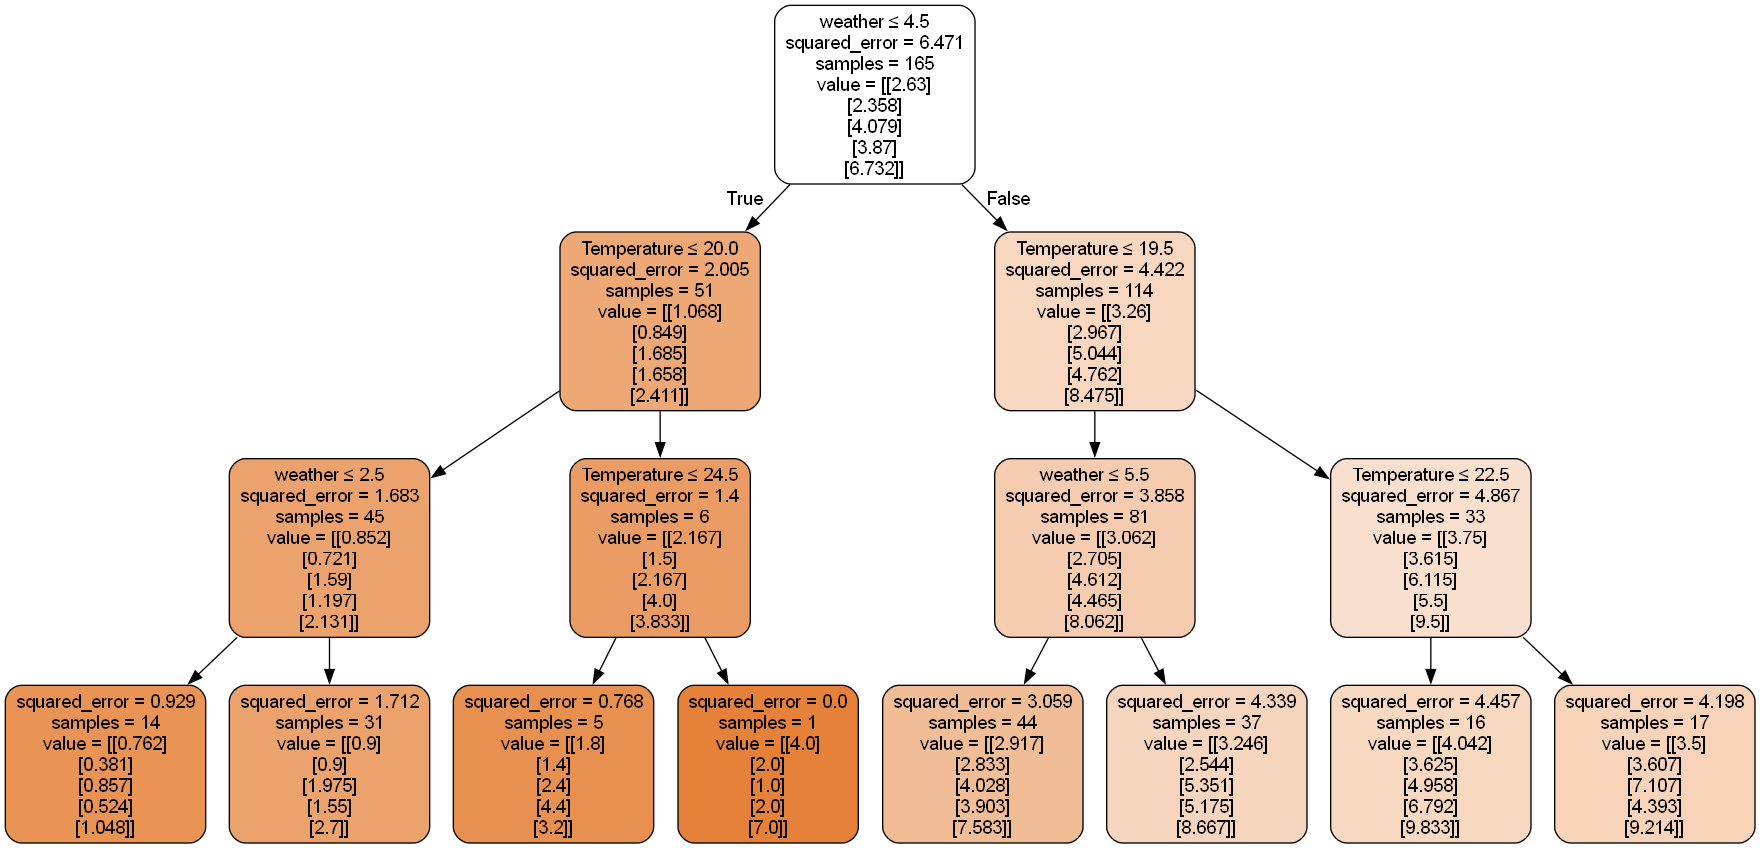 weather ≤ 4.5
squared_error = 6.471
samples = 165
value = [[2.63]
[2.358]
[4.079]
[3.87]
[6.732]]
True
False
Temperature ≤ 20.0
squared_error = 2.005
samples = 51
value = [[1.068]
[0.849]
[1.685]
[1.658]
[2.411]]
Temperature ≤ 19.5
squared_error = 4.422
samples = 114
value = [[3.26]
[2.967]
[5.044]
[4.762]
[8.475]]
weather ≤ 2.5
squared_error = 1.683
samples = 45
value = [[0.852]
[0.721]
[1.59]
[1.197]
[2.131]]
Temperature ≤ 24.5
squared_error = 1.4
samples = 6
value = [[2.167]
[1.5]
[2.167]
[4.0]
[3.833]]
weather ≤ 5.5
squared_error = 3.858
samples = 81
value = [[3.062]
[2.705]
[4.612]
[4.465]
[8.062]]
Temperature ≤ 22.5
squared_error = 4.867
samples = 33
value = [[3.75]
[3.615]
[6.115]
[5.5]
[9.5]]
squared_error = 0.929
samples = 14
value = [[0.762]
[0.381]
[0.857]
[0.524]
[1.048]]
squared_error = 1.712
samples = 31
value = [[0.9]
[0.9]
[1.975]
[1.55]
[2.7]]
squared_error = 0.768
samples = 5
value = [[1.8]
[1.4]
[2.4]
[4.4]
[3.2]]
squared_error = 0.0
samples = 1
value = [[4.0]
[2.0]
[1.0]
[2.0]
[7.0]]
squared_error = 3.059
samples = 44
value = [[2.917]
[2.833]
[4.028]
[3.903]
[7.583]]
squared_error = 4.339
samples = 37
value = [[3.246]
[2.544]
[5.351]
[5.175]
[8.667]]
squared_error = 4.457
samples = 16
value = [[4.042]
[3.625]
[4.958]
[6.792]
[9.833]]
squared_error = 4.198
samples = 17
value = [[3.5]
[3.607]
[7.107]
[4.393]
[9.214]]